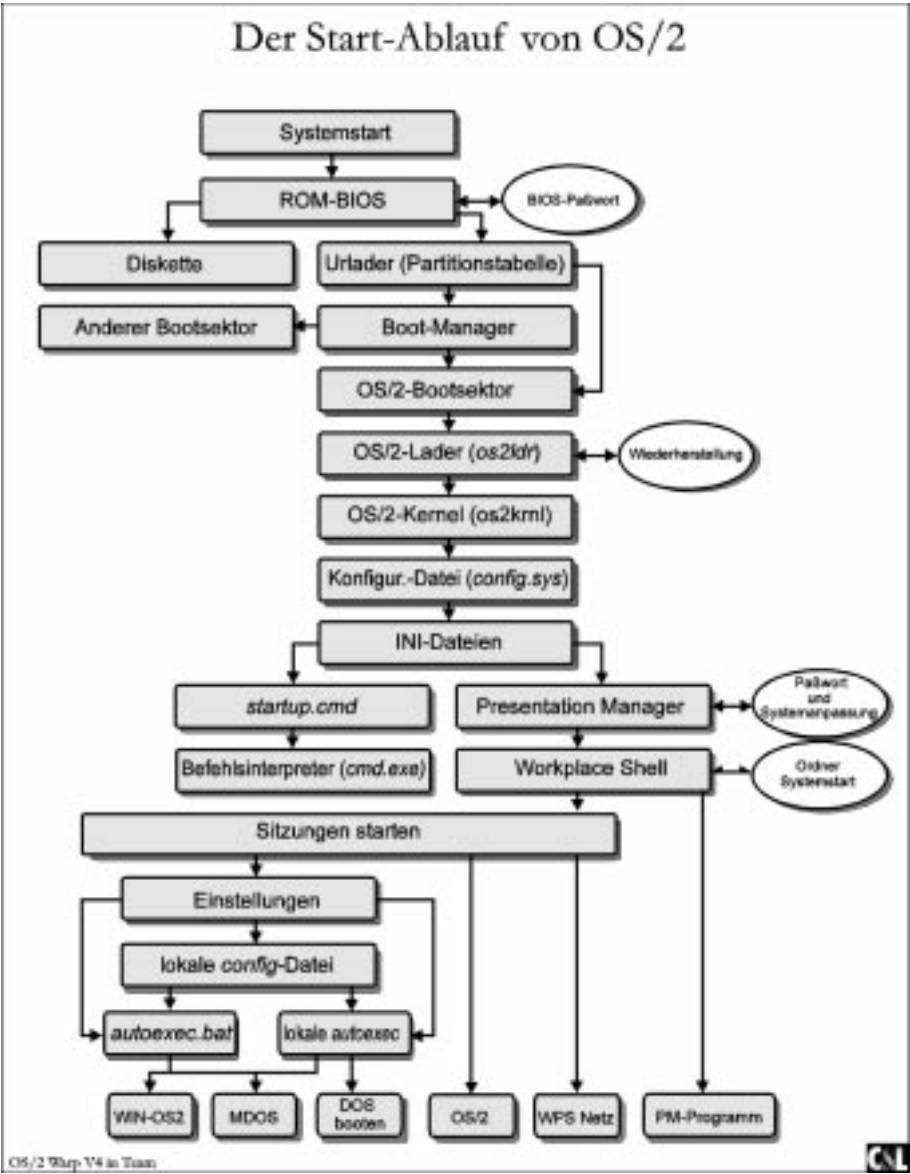 Der Start-Ablauf von OS/2
Systemstart
ROM-BIOS
BIOS-Paßwort
Diskette
Urlader (Partitionstabelle)
Anderer Bootsektor
Boot-Manager
OS/2-Bootsektor
OS/2-Lader (os2ldr)
Wiederherstellung
OS/2-Kernel (os2krnl)
Konfigur.-Datei (config.sys)
INI-Dateien
startup.cmd
Presentation Manager
Paßwort
und
Systemanpassung
Befehlsinterpreter (cmd.exe)
Workplace Shell
Ordner
Systemstart
Sitzungen starten
Einstellungen
lokale config-Datei
autoexec.bat
lokale autoexec
WIN-OS2
MDOS
DOS
booten
OS/2
WPS Netz
PM-Programm
OS/2 Warp V4 in Team
C&L